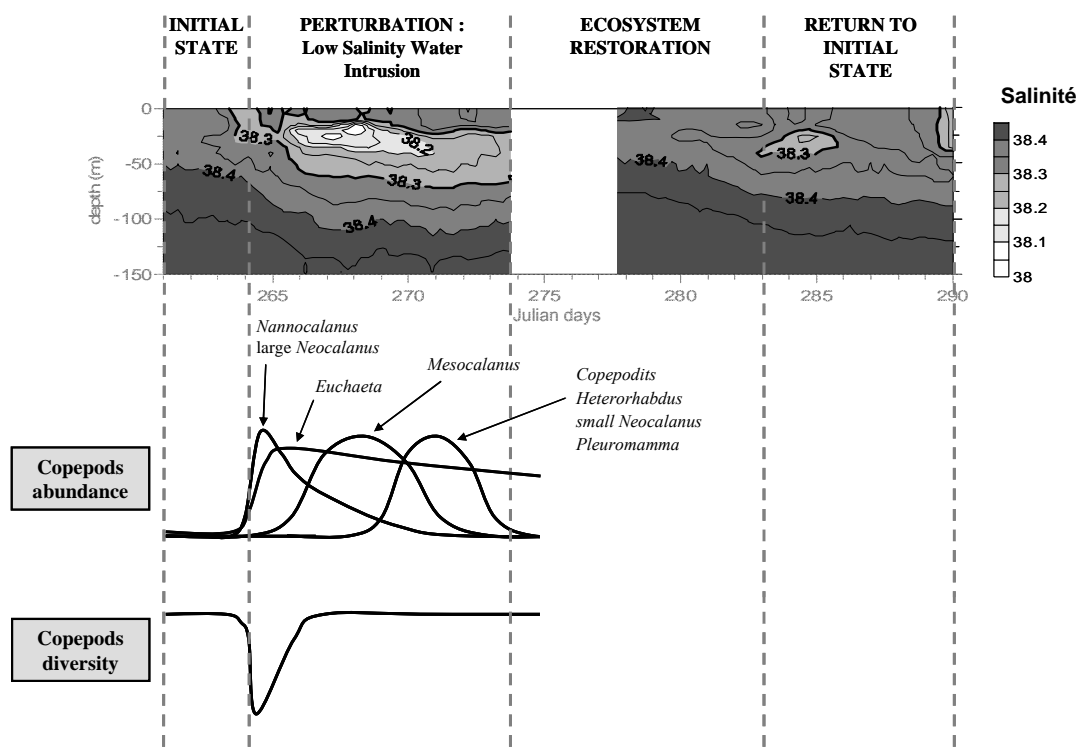 INITIAL
STATE
PERTURBATION :
Low Salinity Water
Intrusion
ECOSYSTEM
RESTORATION
RETURN TO
INITIAL
STATE
Salinité
0
-50
-100
-150
depth (m)
38.3
38.4
38.2
38.3
38.4
38.4
38.3
38.4
38.4
38.3
38.2
38.1
38
265
270
275
280
285
290
Julian days
Nannocalanus
large Neocalanus
Euchaeta
Mesocalanus
Copepodits
Heterorhabdus
small Neocalanus
Pleuromamma
Copepods
abundance
Copepods
diversity